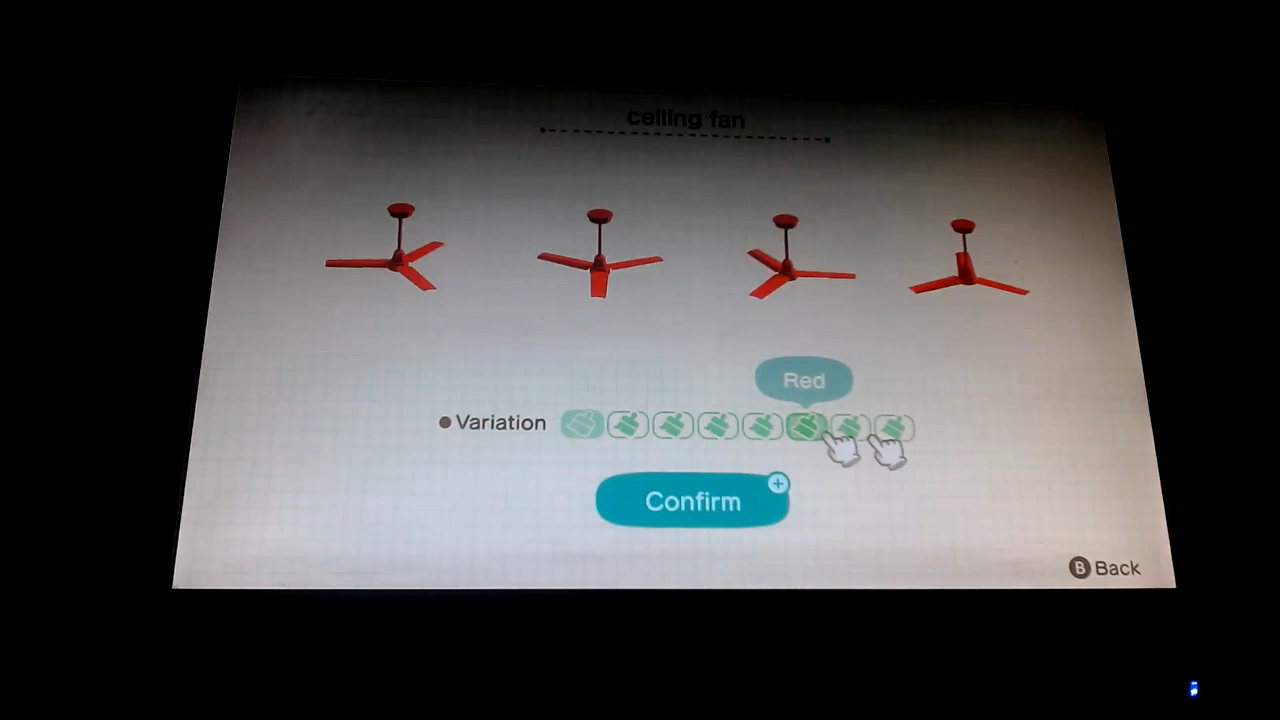 ceiling fan
Red
Variation
Confirm
B Back